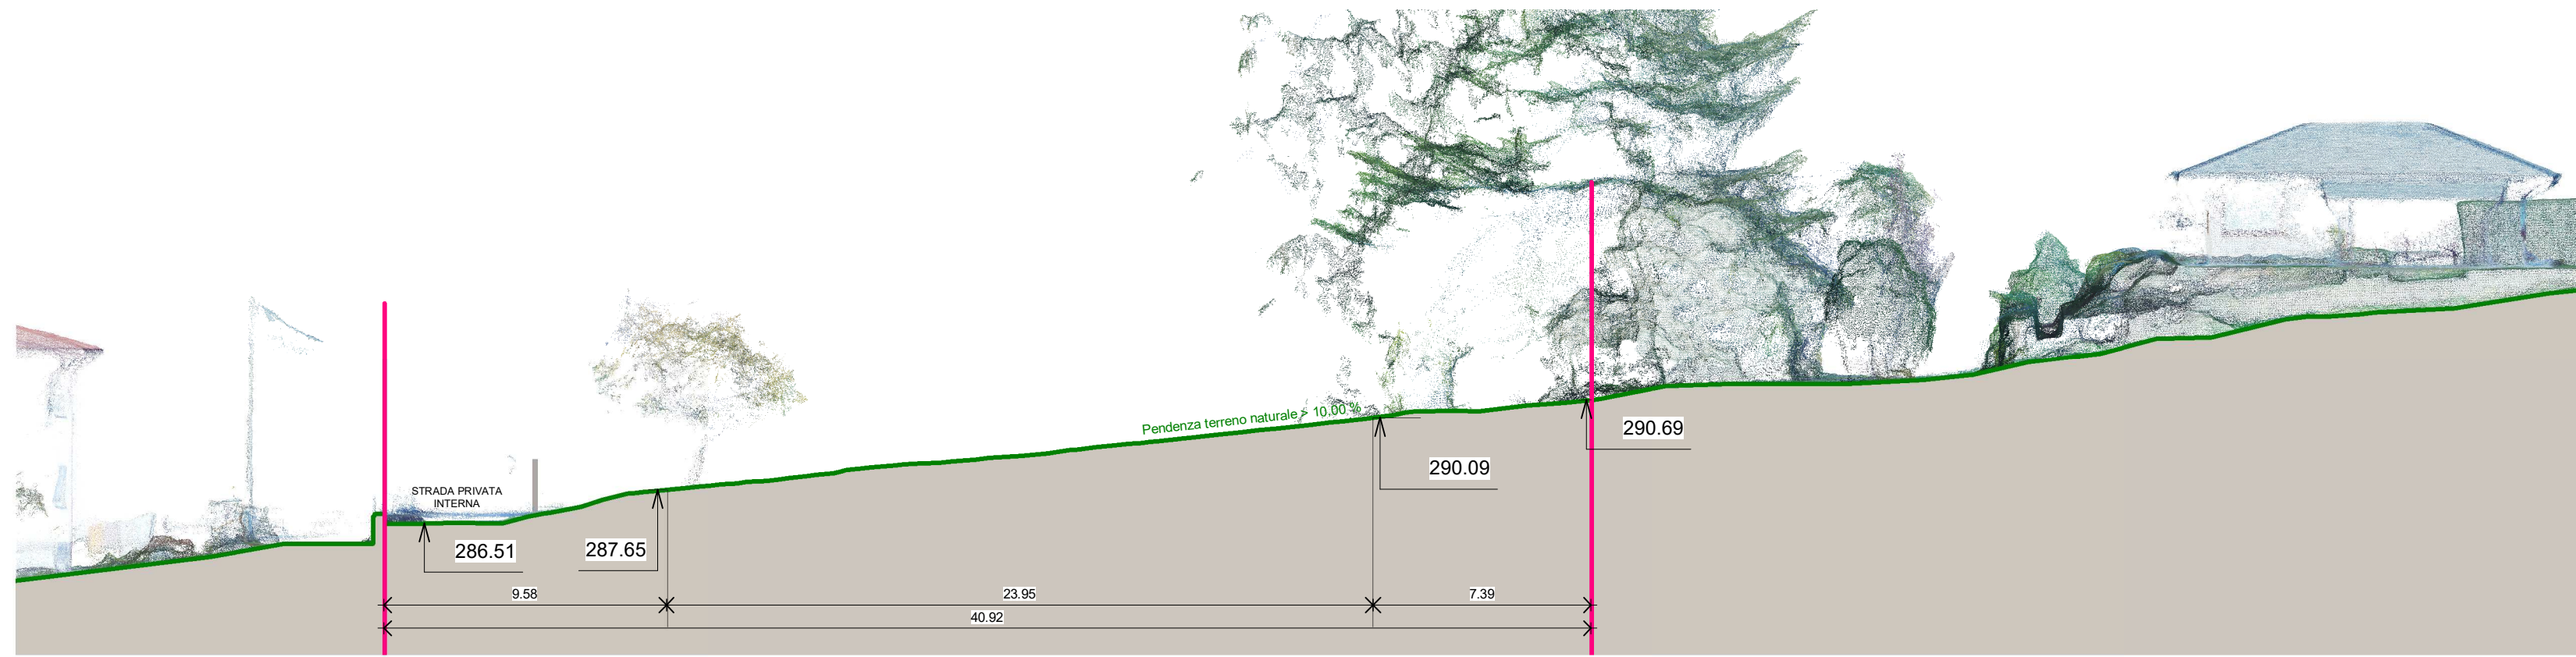 Pendenza terreno naturale > 10,00 %
290.69
290.09
STRADA PRIVATA
INTERNA
286.51
287.65
9.58
23.95
7.39
40.92